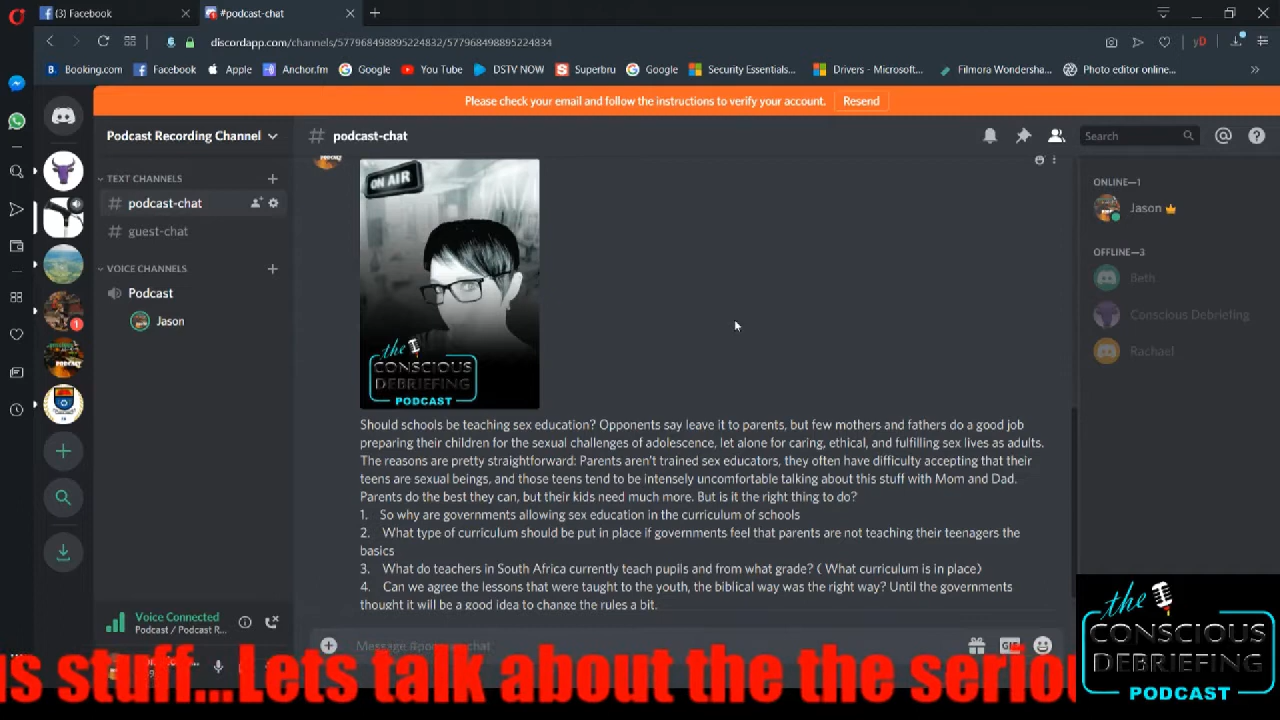 (3) Facebook
#podcast-chat
discordapp.com/channels/577968498895224832/577968498895224834
Booking.com
Facebook
Apple
Anchor.fm
Google
You Tube
DSTV NOW
Superbru
Google
Security Essentials...
Drivers - Microsoft...
Filmora Wondersha...
Photo editor online...
Please check your email and follow the instructions to verify your account.
Resend
Podcast Recording Channel
# podcast-chat
Search
TEXT CHANNELS
# podcast-chat
# guest-chat
VOICE CHANNELS
Podcast
Jason
ONLINE—1
Jason
OFFLINE—3
Beth
Conscious Debriefing
Rachael
1
ON AIR
the
CONSCIOUS
DEBRIEFING
PODCAST
Should schools be teaching sex education? Opponents say leave it to parents, but few mothers and fathers do a good job
preparing their children for the sexual challenges of adolescence, let alone for caring, ethical, and fulfilling sex lives as adults.
The reasons are pretty straightforward: Parents aren't trained sex educators, they often have difficulty accepting that their
teens are sexual beings, and those teens tend to be intensely uncomfortable talking about this stuff with Mom and Dad.
Parents do the best they can, but their kids need much more. But is it the right thing to do?
1. So why are governments allowing sex education in the curriculum of schools
2. What type of curriculum should be put in place if governments feel that parents are not teaching their teenagers the
basics
3. What do teachers in South Africa currently teach pupils and from what grade? ( What curriculum is in place)
4. Can we agree the lessons that were taught to the youth, the biblical way was the right way? Until the governments
thought it will be a good idea to change the rules a bit.
Voice Connected
Podcast / Podcast R...
Message #podcast-chat
GIF
us stuff...Lets talk about the the seriou
the
CONSCIOUS
DEBRIEFING
PODCAST